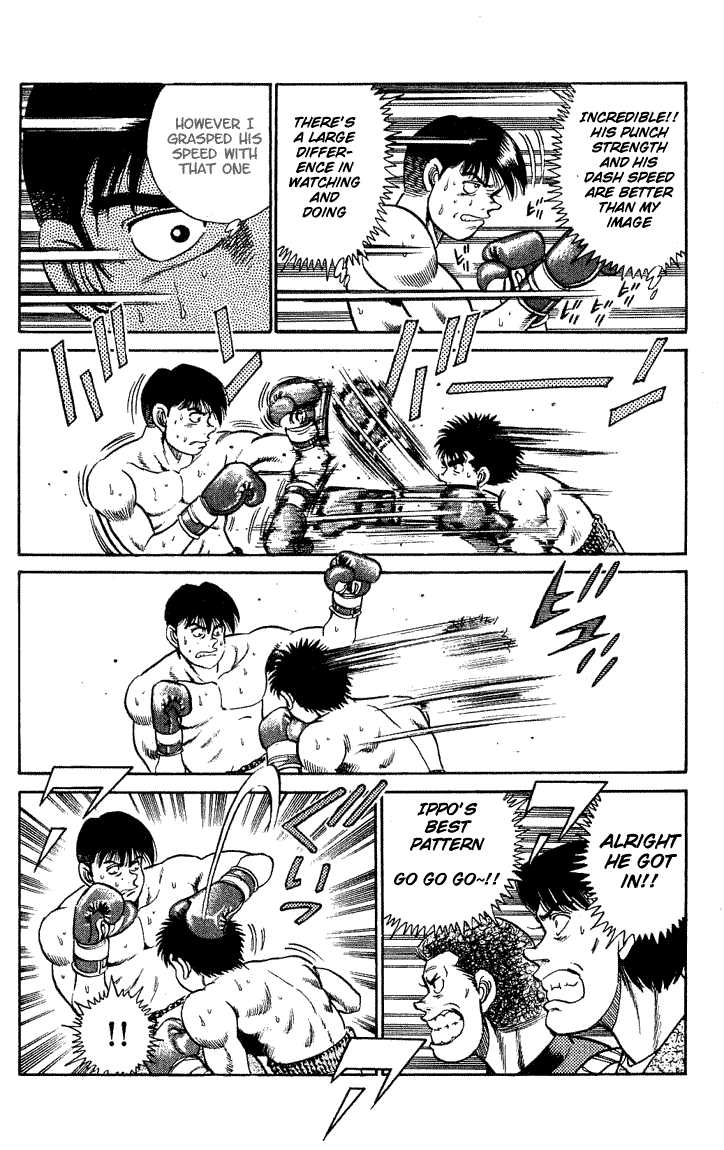 INCREDIBLE!!
HIS PUNCH
STRENGTH
AND HIS
DASH SPEED
ARE BETTER
THAN MY
IMAGE
THERE'S
A LARGE
DIFFER-
ENCE IN
WATCHING
AND
DOING
HOWEVER I
GRASPED HIS
SPEED WITH
THAT ONE
ALRIGHT
HE GOT
IN!!
IPPO'S
BEST
PATTERN
GO GO GO~!!
!!